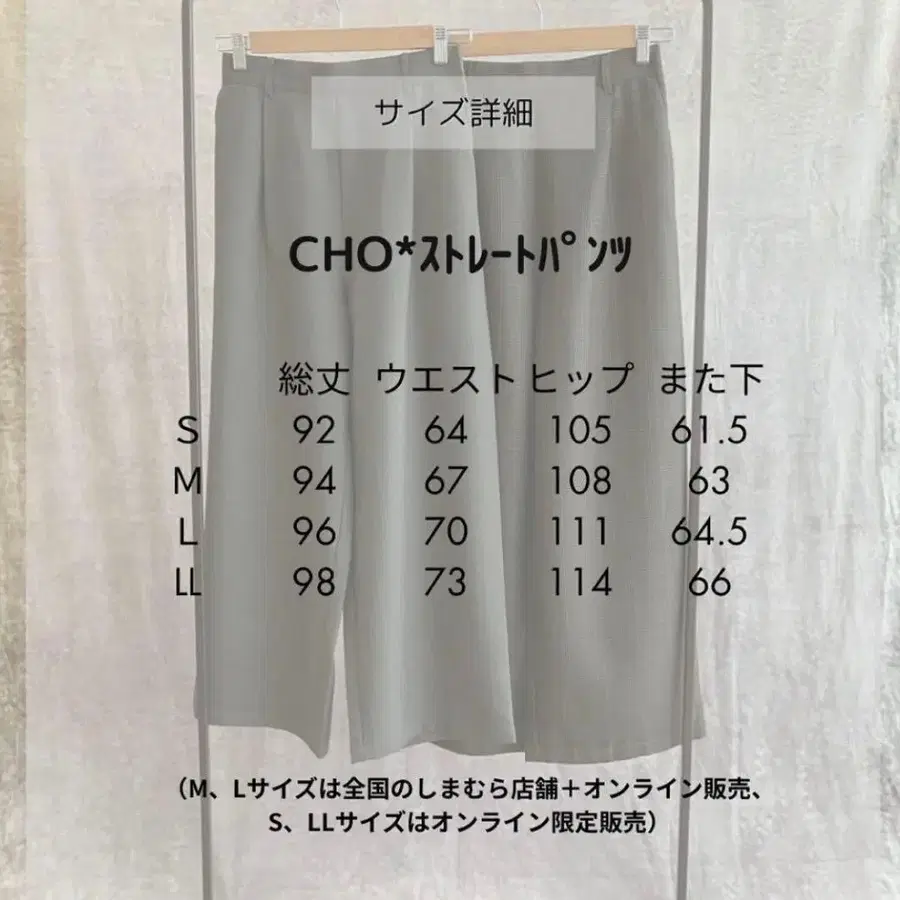 サイズ詳細
CHO*ｽﾄﾚｰﾄﾊﾟﾝﾂ
総丈 ウエスト ヒップ また下
S 92 64 105 61.5
M 94 67 108 63
L 96 70 111 64.5
LL 98 73 114 66
（M、Lサイズは全国のしまむら店舗＋オンライン販売、
S、LLサイズはオンライン限定販売）